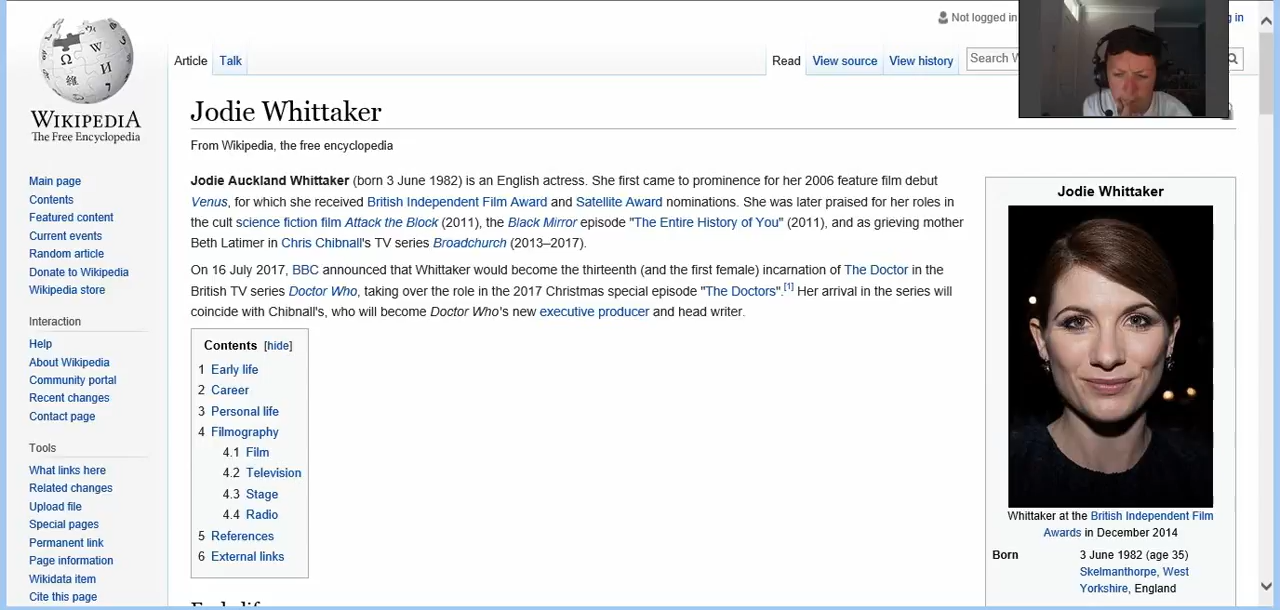 Not logged in
g in
WIKIPEDIA
The Free Encyclopedia
Article
Talk
Read
View source
View history
Search W
Jodie Whittaker
From Wikipedia, the free encyclopedia
Jodie Auckland Whittaker (born 3 June 1982) is an English actress. She first came to prominence for her 2006 feature film debut
Venus, for which she received British Independent Film Award and Satellite Award nominations. She was later praised for her roles in
the cult science fiction film Attack the Block (2011), the Black Mirror episode "The Entire History of You" (2011), and as grieving mother
Beth Latimer in Chris Chibnall's TV series Broadchurch (2013–2017).
On 16 July 2017, BBC announced that Whittaker would become the thirteenth (and the first female) incarnation of The Doctor in the
British TV series Doctor Who, taking over the role in the 2017 Christmas special episode "The Doctors".[1] Her arrival in the series will
coincide with Chibnall's, who will become Doctor Who's new executive producer and head writer.
Contents [hide]
1 Early life
2 Career
3 Personal life
4 Filmography
4.1 Film
4.2 Television
4.3 Stage
4.4 Radio
5 References
6 External links
Early life
Main page
Contents
Featured content
Current events
Random article
Donate to Wikipedia
Wikipedia store
Interaction
Help
About Wikipedia
Community portal
Recent changes
Contact page
Tools
What links here
Related changes
Upload file
Special pages
Permanent link
Page information
Wikidata item
Cite this page
Jodie Whittaker
Whittaker at the British Independent Film
Awards in December 2014
Born 3 June 1982 (age 35)
Skelmanthorpe, West
Yorkshire, England